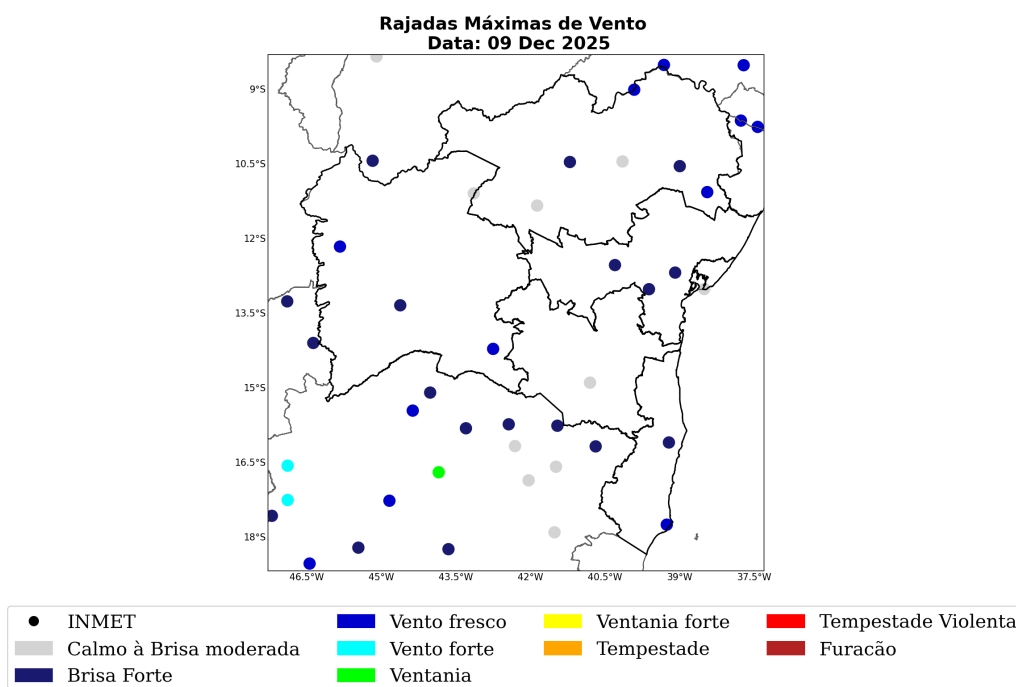 Rajadas Máximas de Vento
Data: 09 Dec 2025
9°S
10.5°S
12°S
13.5°S
15°S
16.5°S
18°S
46.5°W 45°W 43.5°W 42°W 40.5°W 39°W 37.5°W
INMET Vento fresco Ventania forte Tempestade Violenta
Calmo à Brisa moderada Vento forte Tempestade Furacão
Brisa Forte Ventania